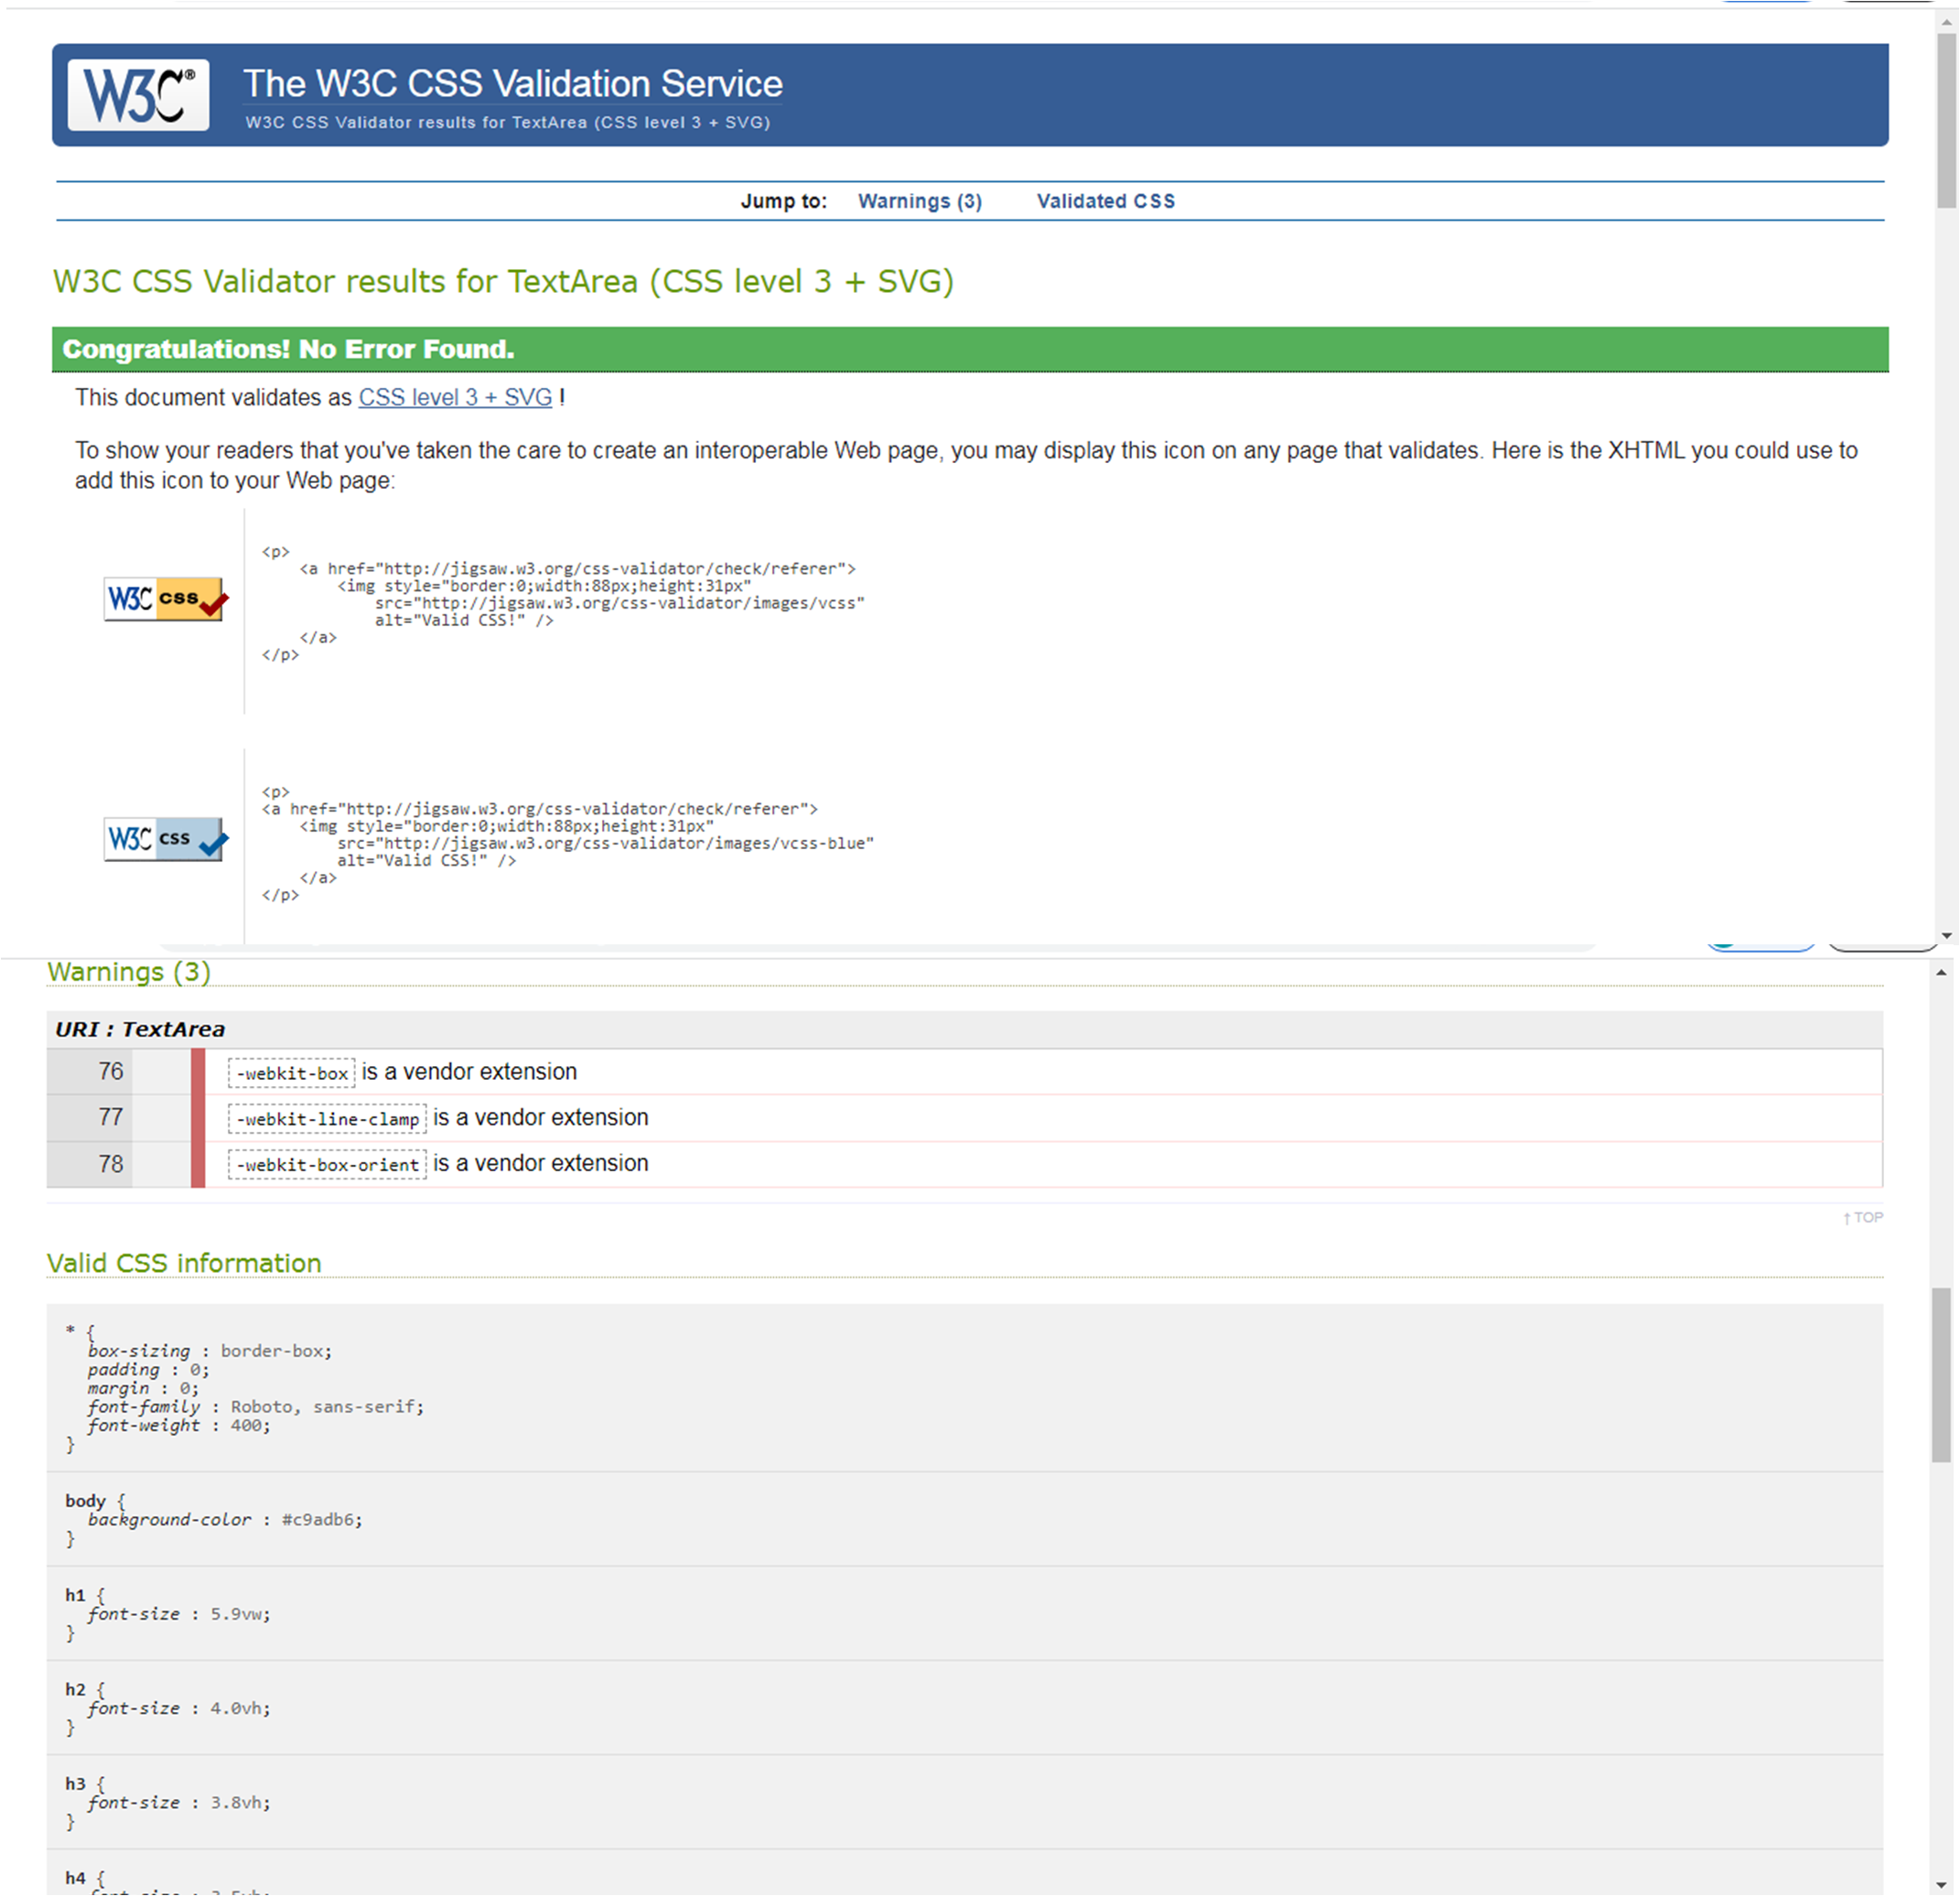 W3C®
The W3C CSS Validation Service
W3C CSS Validator results for TextArea (CSS level 3 + SVG)
Jump to: Warnings (3) Validated CSS
W3C CSS Validator results for TextArea (CSS level 3 + SVG)
Congratulations! No Error Found.
This document validates as CSS level 3 + SVG !
To show your readers that you've taken the care to create an interoperable Web page, you may display this icon on any page that validates. Here is the XHTML you could use to
add this icon to your Web page:
<p>
<a href="http://jigsaw.w3.org/css-validator/check/referer">
<img style="border:0;width:88px;height:31px"
W3C css
src="http://jigsaw.w3.org/css-validator/images/vcss"
alt="Valid CSS!" />
</a>
</p>
<p>
<a href="http://jigsaw.w3.org/css-validator/check/referer">
<img style="border:0;width:88px;height:31px"
W3C css
src="http://jigsaw.w3.org/css-validator/images/vcss-blue"
alt="Valid CSS!" />
</a>
</p>
Warnings (3)
URI : TextArea
76 -webkit-box is a vendor extension
77 -webkit-line-clamp is a vendor extension
78 -webkit-box-orient is a vendor extension
↑ TOP
Valid CSS information
* {
box-sizing : border-box;
padding : 0;
margin : 0;
font-family : Roboto, sans-serif;
font-weight : 400;
}
body {
background-color : #c9adb6;
}
h1 {
font-size : 5.9vw;
}
h2 {
font-size : 4.0vh;
}
h3 {
font-size : 3.8vh;
}
h4 {